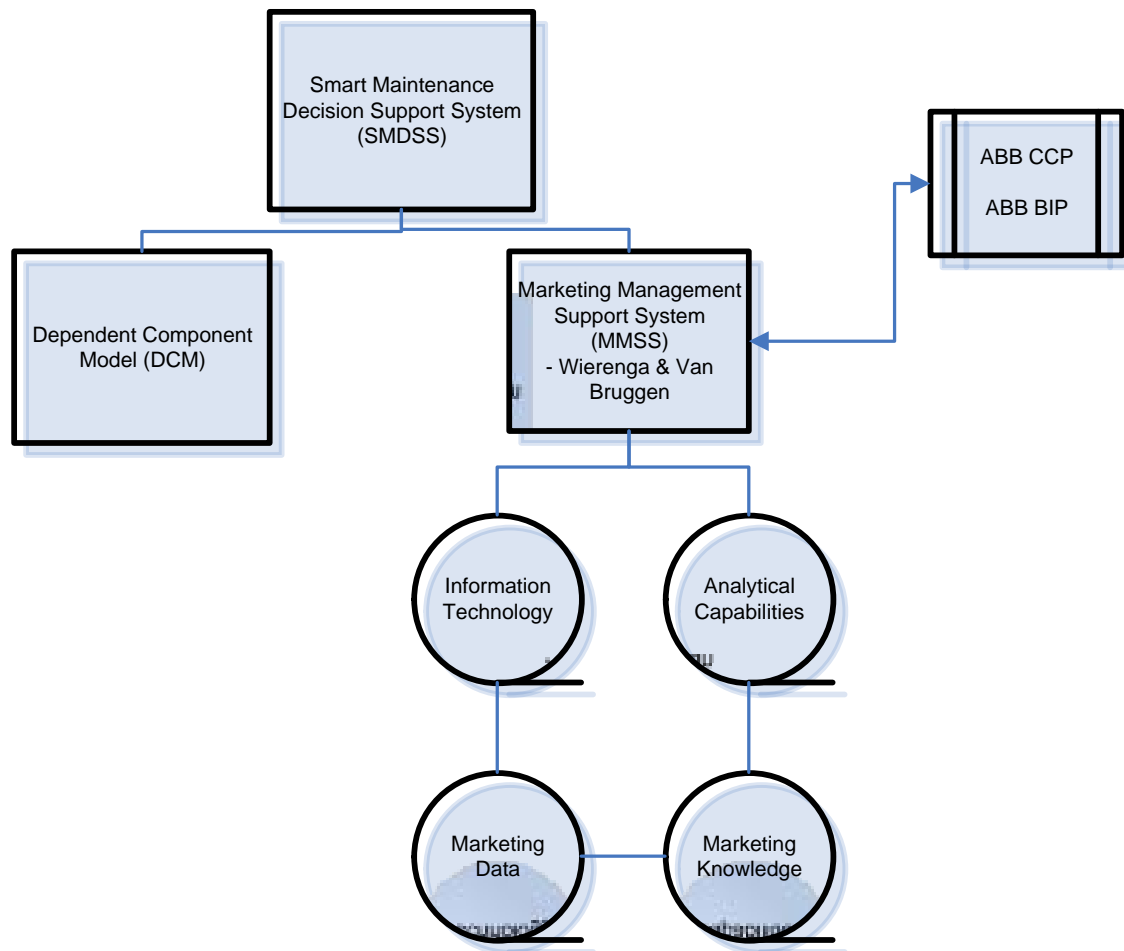 Smart Maintenance
Decision Support System
(SMDSS)
ABB CCP
ABB BIP
Dependent Component
Model (DCM)
Marketing Management
Support System
(MMSS)
- Wierenga & Van
Bruggen
Information
Technology
Analytical
Capabilities
Marketing
Data
Marketing
Knowledge